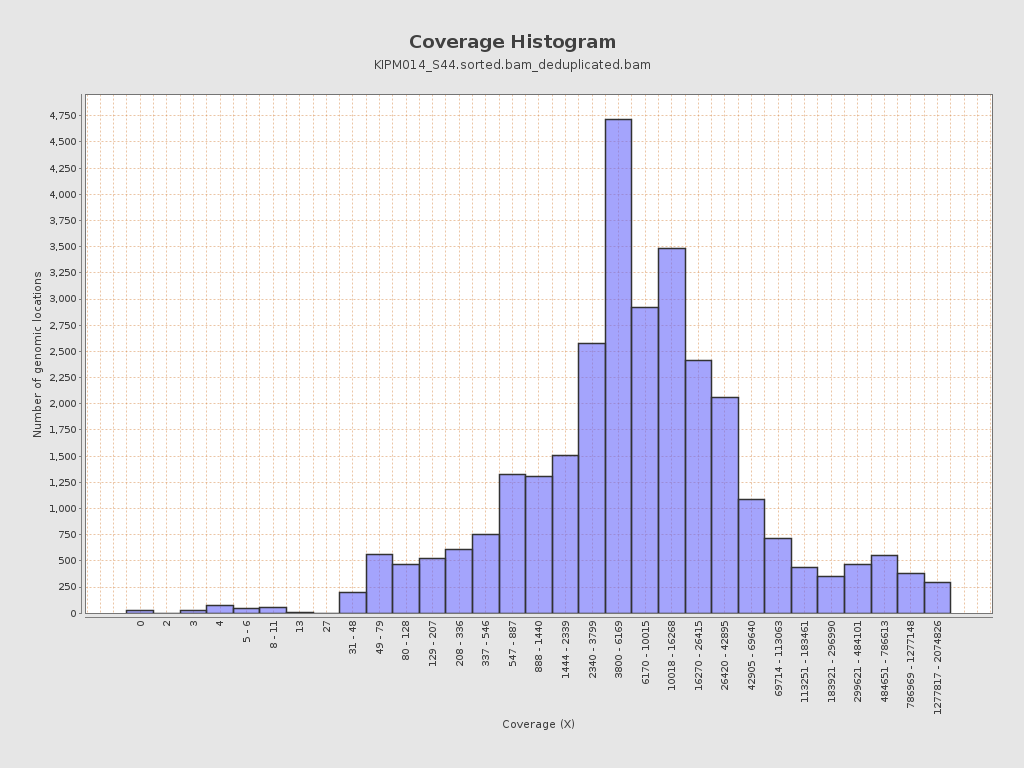 Coverage Histogram
KIPM014_S44.sorted.bam_deduplicated.bam
Number of genomic locations
4,750
4,500
4,250
4,000
3,750
3,500
3,250
3,000
2,750
2,500
2,250
2,000
1,750
1,500
1,250
1,000
750
500
250
0
0
2
3
4
5 - 6
8 - 11
13
27
31 - 48
49 - 79
80 - 128
129 - 207
208 - 336
337 - 546
547 - 887
888 - 1440
1444 - 2339
2340 - 3799
3800 - 6169
6170 - 10015
10018 - 16268
16270 - 26415
26420 - 42895
42905 - 69640
69714 - 113063
113251 - 183461
183921 - 296990
299621 - 484101
484651 - 786613
786969 - 1277148
1277817 - 2074826
Coverage (X)